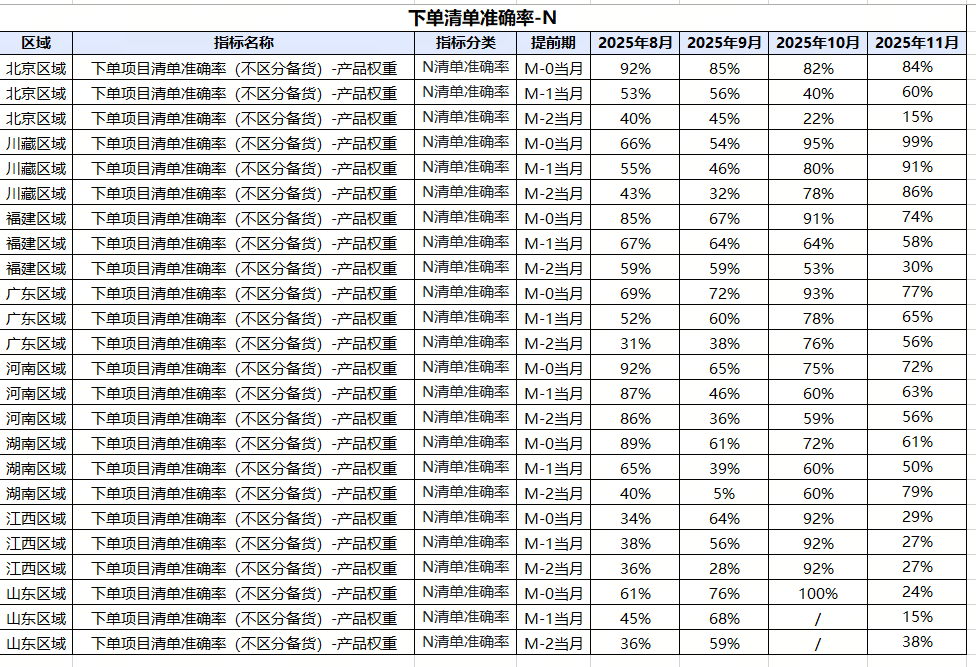 下单清单准确率-N
区域 指标名称 指标分类 提前期 2025年8月 2025年9月 2025年10月 2025年11月
北京区域 下单项目清单准确率（不区分备货）-产品权重 N清单准确率 M-0当月 92% 85% 82% 84%
北京区域 下单项目清单准确率（不区分备货）-产品权重 N清单准确率 M-1当月 53% 56% 40% 60%
北京区域 下单项目清单准确率（不区分备货）-产品权重 N清单准确率 M-2当月 40% 45% 22% 15%
川藏区域 下单项目清单准确率（不区分备货）-产品权重 N清单准确率 M-0当月 66% 54% 95% 99%
川藏区域 下单项目清单准确率（不区分备货）-产品权重 N清单准确率 M-1当月 55% 46% 80% 91%
川藏区域 下单项目清单准确率（不区分备货）-产品权重 N清单准确率 M-2当月 43% 32% 78% 86%
福建区域 下单项目清单准确率（不区分备货）-产品权重 N清单准确率 M-0当月 85% 67% 91% 74%
福建区域 下单项目清单准确率（不区分备货）-产品权重 N清单准确率 M-1当月 67% 64% 64% 58%
福建区域 下单项目清单准确率（不区分备货）-产品权重 N清单准确率 M-2当月 59% 59% 53% 30%
广东区域 下单项目清单准确率（不区分备货）-产品权重 N清单准确率 M-0当月 69% 72% 93% 77%
广东区域 下单项目清单准确率（不区分备货）-产品权重 N清单准确率 M-1当月 52% 60% 78% 65%
广东区域 下单项目清单准确率（不区分备货）-产品权重 N清单准确率 M-2当月 31% 38% 76% 56%
河南区域 下单项目清单准确率（不区分备货）-产品权重 N清单准确率 M-0当月 92% 65% 75% 72%
河南区域 下单项目清单准确率（不区分备货）-产品权重 N清单准确率 M-1当月 87% 46% 60% 63%
河南区域 下单项目清单准确率（不区分备货）-产品权重 N清单准确率 M-2当月 86% 36% 59% 56%
湖南区域 下单项目清单准确率（不区分备货）-产品权重 N清单准确率 M-0当月 89% 61% 72% 61%
湖南区域 下单项目清单准确率（不区分备货）-产品权重 N清单准确率 M-1当月 65% 39% 60% 50%
湖南区域 下单项目清单准确率（不区分备货）-产品权重 N清单准确率 M-2当月 40% 5% 60% 79%
江西区域 下单项目清单准确率（不区分备货）-产品权重 N清单准确率 M-0当月 34% 64% 92% 29%
江西区域 下单项目清单准确率（不区分备货）-产品权重 N清单准确率 M-1当月 38% 56% 92% 27%
江西区域 下单项目清单准确率（不区分备货）-产品权重 N清单准确率 M-2当月 36% 28% 92% 27%
山东区域 下单项目清单准确率（不区分备货）-产品权重 N清单准确率 M-0当月 61% 76% 100% 24%
山东区域 下单项目清单准确率（不区分备货）-产品权重 N清单准确率 M-1当月 45% 68% / 15%
山东区域 下单项目清单准确率（不区分备货）-产品权重 N清单准确率 M-2当月 36% 59% / 38%